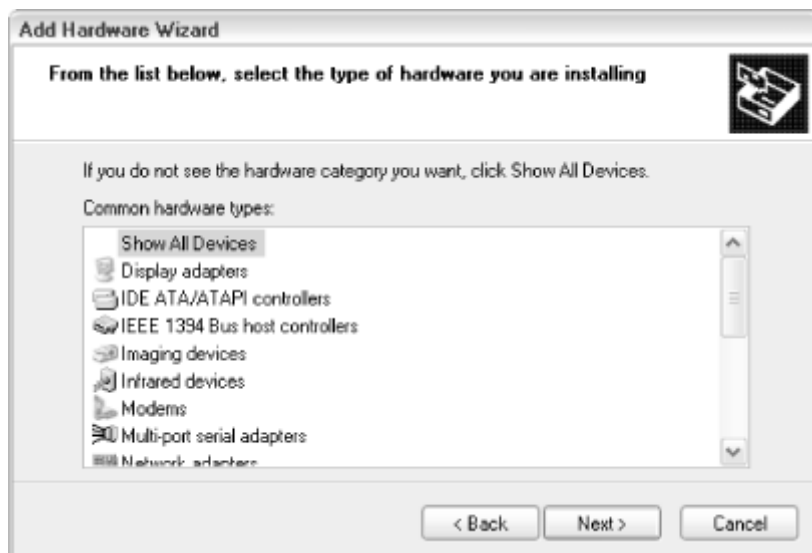 Add Hardware Wizard
From the list below, select the type of hardware you are installing
If you do not see the hardware category you want, click Show All Devices.
Common hardware types:
Show All Devices
Display adapters
IDE ATA/ATAPI controllers
IEEE 1394 Bus host controllers
Imaging devices
Infrared devices
Modems
Multi-port serial adapters
Network adapters
< Back
Next >
Cancel